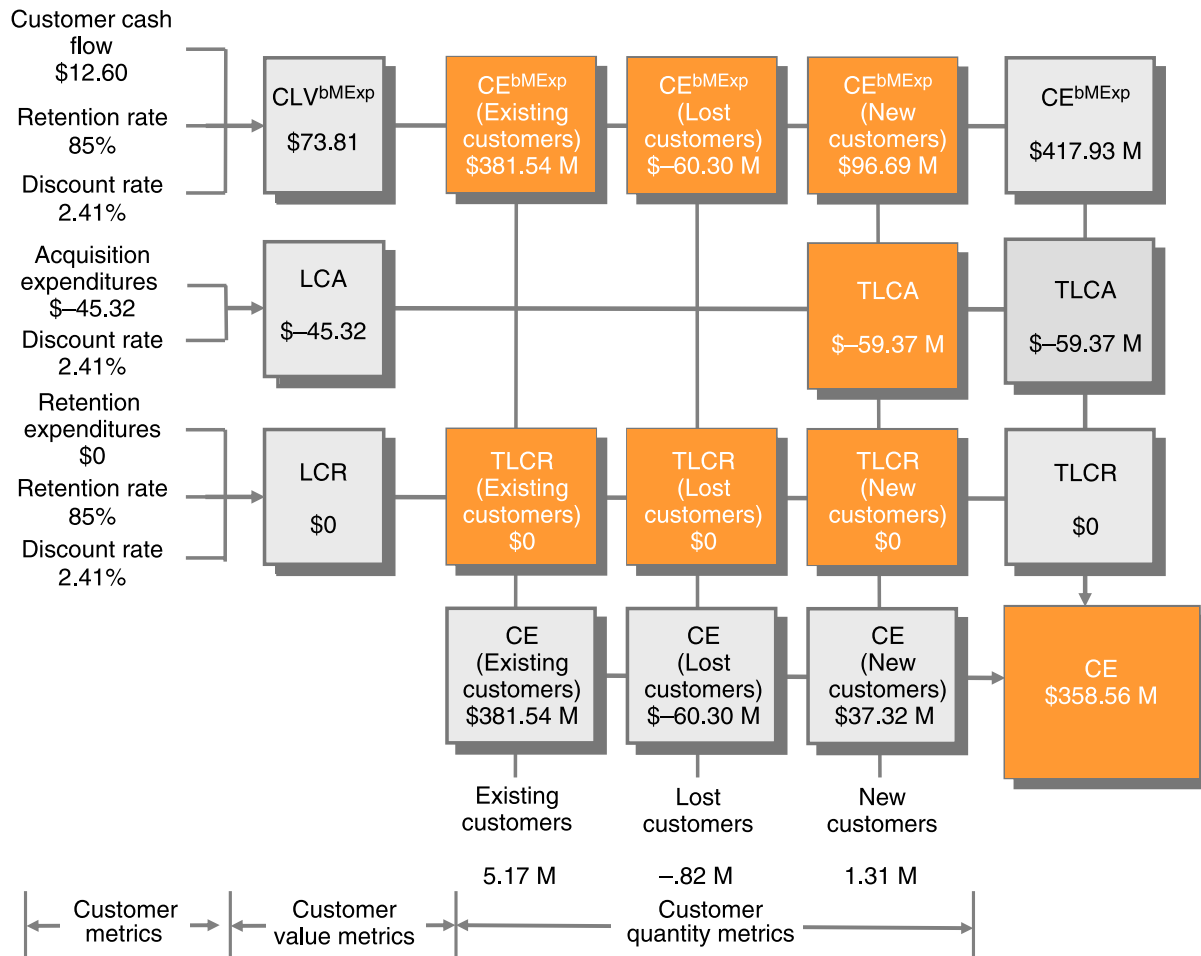 Customer cash
flow
$12.60
Retention rate
85%
Discount rate
2.41%
CLVbMExp
$73.81
CEbMExp
(Existing
customers)
$381.54 M
CEbMExp
(Lost
customers)
$–60.30 M
CEbMExp
(New
customers)
$96.69 M
CEbMExp
$417.93 M
Acquisition
expenditures
$–45.32
Discount rate
2.41%
LCA
$–45.32
TLCA
$–59.37 M
TLCA
$–59.37 M
Retention
expenditures
$0
Retention rate
85%
Discount rate
2.41%
LCR
$0
TLCR
(Existing
customers)
$0
TLCR
(Lost
customers)
$0
TLCR
(New
customers)
$0
TLCR
$0
CE
(Existing
customers)
$381.54 M
CE
(Lost
customers)
$–60.30 M
CE
(New
customers)
$37.32 M
CE
$358.56 M
Existing
customers
5.17 M
Lost
customers
–.82 M
New
customers
1.31 M
Customer
metrics
Customer
value metrics
Customer
quantity metrics